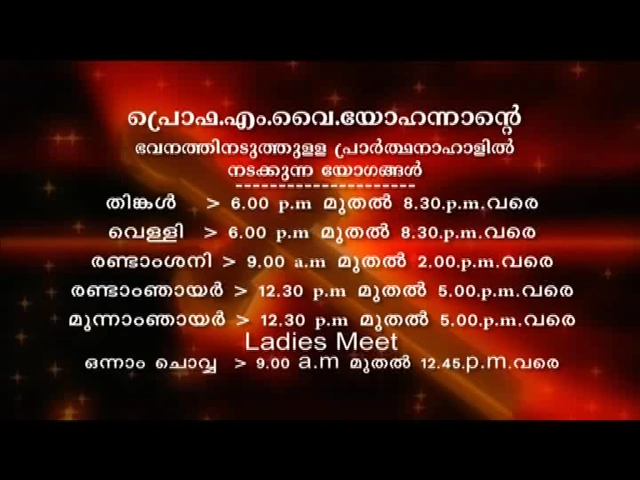 പ്രൊഫ.എം.വൈ.യോഹന്നാന്റെ
ഭവനത്തിനടുത്തുള്ള പ്രാർത്ഥനാഹാളിൽ
നടക്കുന്ന യോഗങ്ങൾ
---------------------
തിങ്കൾ > 6.00 p.m മുതൽ 8.30.p.m.വരെ
വെള്ളി > 6.00 p.m മുതൽ 8.30.p.m.വരെ
രണ്ടാംശനി > 9.00 a.m മുതൽ 2.00.p.m.വരെ
രണ്ടാംഞായർ > 12.30 p.m മുതൽ 5.00.p.m.വരെ
മുന്നാംഞായർ > 12.30 p.m മുതൽ 5.00.p.m.വരെ
Ladies Meet
ഒന്നാം ചൊവ്വ > 9.00 a.m മുതൽ 12.45.p.m.വരെ